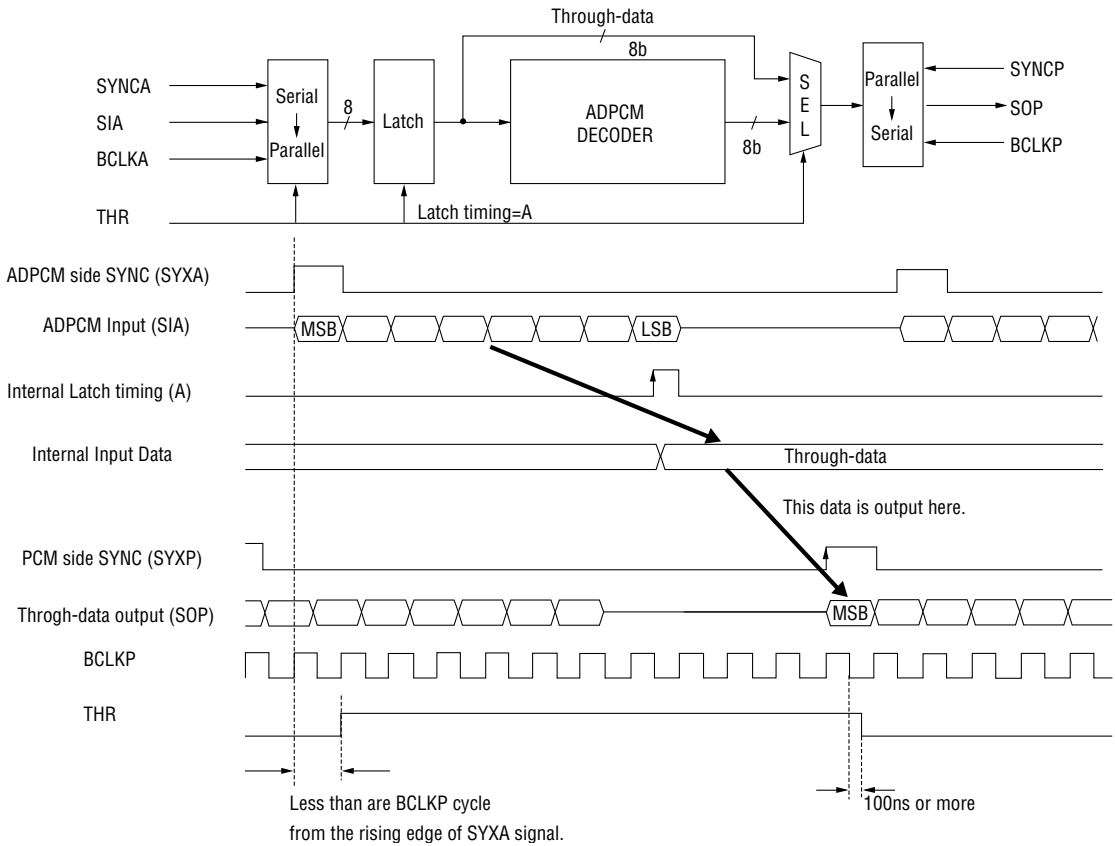 Through-data
8b
SYNCA
SIA
BCLKA
THR
Serial
Parallel
8
Latch
ADPCM
DECODER
8b
S
E
L
Parallel
Serial
SYNCP
SOP
BCLKP
Latch timing=A
ADPCM side SYNC (SYXA)
ADPCM Input (SIA)
MSB
LSB
Internal Latch timing (A)
Internal Input Data
Through-data
This data is output here.
PCM side SYNC (SYXP)
Throgh-data output (SOP)
MSB
BCLKP
THR
Less than are BCLKP cycle
from the rising edge of SYXA signal.
100ns or more